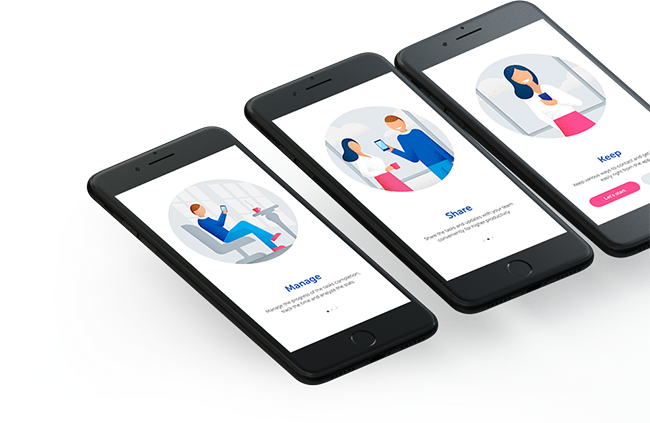 Manage
Manage the progress of the tasks completion,
track the time and analyze the stats
Share
Share the tasks and updates with your team
conveniently for higher productivity
Keep
Keep various ways to contact and get
easily right from the app
Let's start